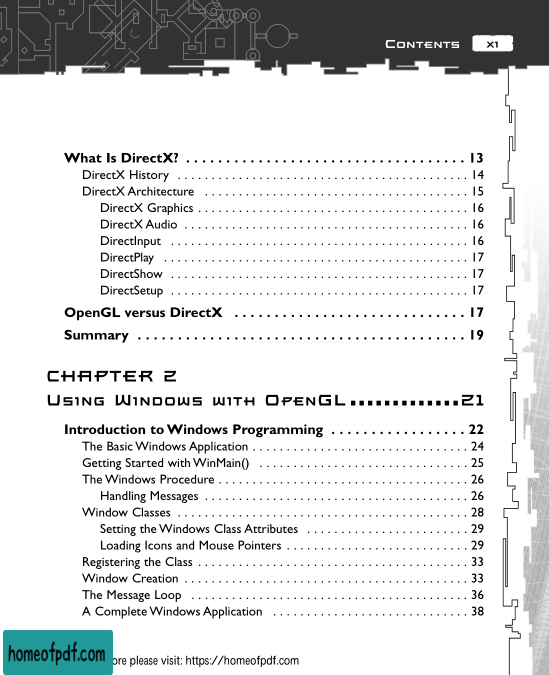 CONTENTS XI
What Is DirectX? . . . . . . . . . . . . . . . . . . . . . . . . . . . . . . . . . . . 13
DirectX History . . . . . . . . . . . . . . . . . . . . . . . . . . . . . . . . . . . . . . . 14
DirectX Architecture . . . . . . . . . . . . . . . . . . . . . . . . . . . . . . . . . . . 15
DirectX Graphics . . . . . . . . . . . . . . . . . . . . . . . . . . . . . . . . . . . . 16
DirectX Audio . . . . . . . . . . . . . . . . . . . . . . . . . . . . . . . . . . . . . . 16
DirectInput . . . . . . . . . . . . . . . . . . . . . . . . . . . . . . . . . . . . . . . 16
DirectPlay . . . . . . . . . . . . . . . . . . . . . . . . . . . . . . . . . . . . . . . . 17
DirectShow . . . . . . . . . . . . . . . . . . . . . . . . . . . . . . . . . . . . . . . 17
DirectSetup . . . . . . . . . . . . . . . . . . . . . . . . . . . . . . . . . . . . . . . 17
OpenGL versus DirectX . . . . . . . . . . . . . . . . . . . . . . . . . . . . . 17
Summary . . . . . . . . . . . . . . . . . . . . . . . . . . . . . . . . . . . . . . . . . 19
CHAPTER 2
USING WINDOWS WITH OPENGL .............21
Introduction to Windows Programming . . . . . . . . . . . . . . . . . 22
The Basic Windows Application . . . . . . . . . . . . . . . . . . . . . . . . . . . . 24
Getting Started with WinMain() . . . . . . . . . . . . . . . . . . . . . . . . . . . 25
The Windows Procedure . . . . . . . . . . . . . . . . . . . . . . . . . . . . . . . . 26
Handling Messages . . . . . . . . . . . . . . . . . . . . . . . . . . . . . . . . . . 26
Window Classes . . . . . . . . . . . . . . . . . . . . . . . . . . . . . . . . . . . . . . 28
Setting the Windows Class Attributes . . . . . . . . . . . . . . . . . . . . . 29
Loading Icons and Mouse Pointers . . . . . . . . . . . . . . . . . . . . . . . . 29
Registering the Class . . . . . . . . . . . . . . . . . . . . . . . . . . . . . . . . . . . 33
Window Creation . . . . . . . . . . . . . . . . . . . . . . . . . . . . . . . . . . . . . 33
The Message Loop . . . . . . . . . . . . . . . . . . . . . . . . . . . . . . . . . . . . 36
A Complete Windows Application . . . . . . . . . . . . . . . . . . . . . . . . . 38
homeofpdf.com ore please visit: https://homeofpdf.com